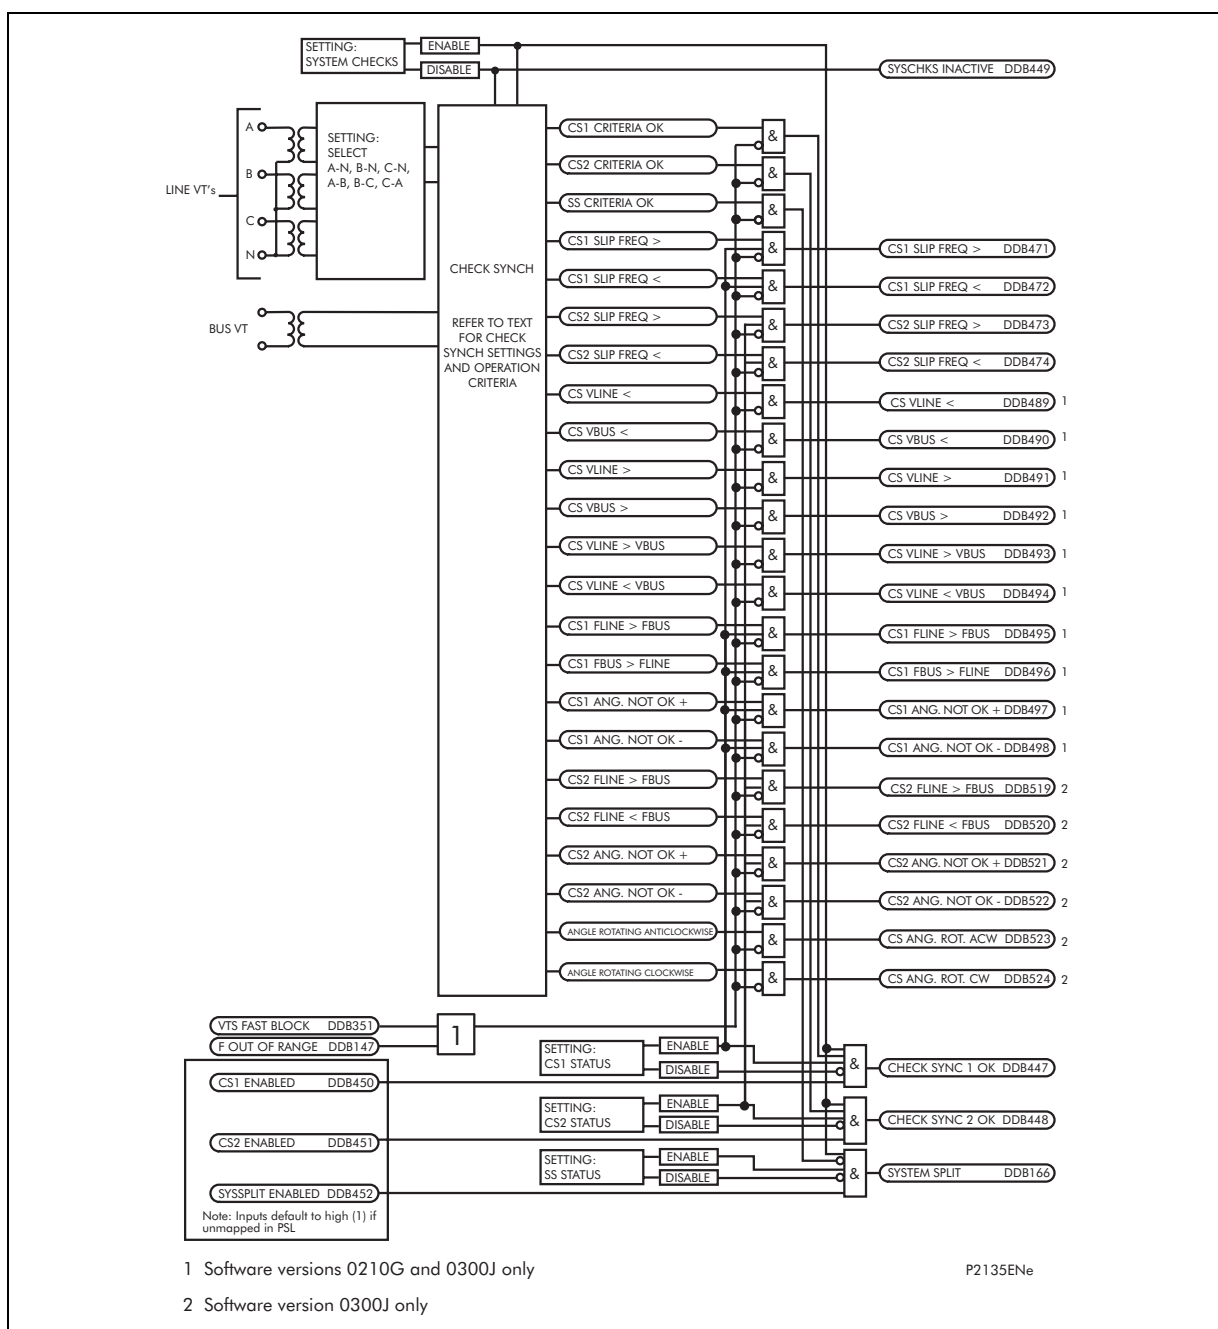 SETTING:
SYSTEM CHECKS
ENABLE
DISABLE
SYSCHKS INACTIVE DDB449
LINE VT's
A
B
C
N
SETTING:
SELECT
A-N, B-N, C-N,
A-B, B-C, C-A
BUS VT
CHECK SYNCH
REFER TO TEXT
FOR CHECK
SYNCH SETTINGS
AND OPERATION
CRITERIA
CS1 CRITERIA OK
&
CS2 CRITERIA OK
&
SS CRITERIA OK
&
CS1 SLIP FREQ >
&
CS1 SLIP FREQ > DDB471
CS1 SLIP FREQ <
&
CS1 SLIP FREQ < DDB472
CS2 SLIP FREQ >
&
CS2 SLIP FREQ > DDB473
CS2 SLIP FREQ <
&
CS2 SLIP FREQ < DDB474
CS VLINE <
&
CS VLINE < DDB489 1
CS VBUS <
&
CS VBUS < DDB490 1
CS VLINE >
&
CS VLINE > DDB491 1
CS VBUS >
&
CS VBUS > DDB492 1
CS VLINE > VBUS
&
CS VLINE > VBUS DDB493 1
CS VLINE < VBUS
&
CS VLINE < VBUS DDB494 1
CS1 FLINE > FBUS
&
CS1 FLINE > FBUS DDB495 1
CS1 FBUS > FLINE
&
CS1 FBUS > FLINE DDB496 1
CS1 ANG. NOT OK +
&
CS1 ANG. NOT OK + DDB497 1
CS1 ANG. NOT OK -
&
CS1 ANG. NOT OK - DDB498 1
CS2 FLINE > FBUS
&
CS2 FLINE > FBUS DDB519 2
CS2 FLINE < FBUS
&
CS2 FLINE < FBUS DDB520 2
CS2 ANG. NOT OK +
&
CS2 ANG. NOT OK + DDB521 2
CS2 ANG. NOT OK -
&
CS2 ANG. NOT OK - DDB522 2
ANGLE ROTATING ANTICLOCKWISE
&
CS ANG. ROT. ACW DDB523 2
ANGLE ROTATING CLOCKWISE
&
CS ANG. ROT. CW DDB524 2
VTS FAST BLOCK DDB351
F OUT OF RANGE DDB147
1
SETTING:
CS1 STATUS
ENABLE
DISABLE
CS1 ENABLED DDB450
&
CHECK SYNC 1 OK DDB447
SETTING:
CS2 STATUS
ENABLE
DISABLE
CS2 ENABLED DDB451
&
CHECK SYNC 2 OK DDB448
SETTING:
SS STATUS
ENABLE
DISABLE
SYSSPLIT ENABLED DDB452
&
SYSTEM SPLIT DDB166
Note: Inputs default to high (1) if
unmapped in PSL
1 Software versions 0210G and 0300J only
P2135ENe
2 Software version 0300J only